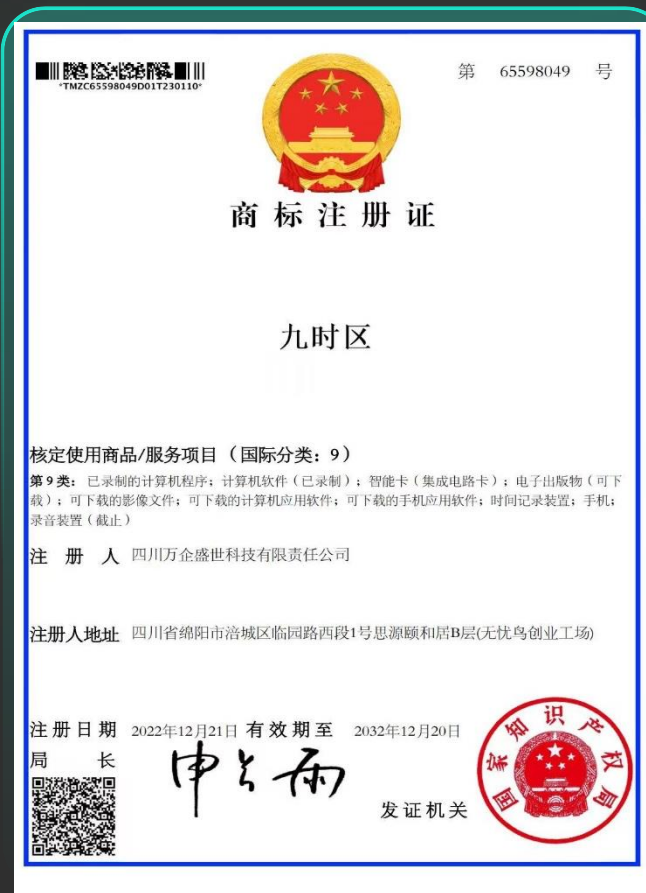 *TMZC65598049D01T230110*
第 65598049 号
商标注册证
九时区
核定使用商品/服务项目（国际分类：9）
第9类：已录制的计算机程序；计算机软件（已录制）；智能卡（集成电路卡）；电子出版物（可下
载）；可下载的影像文件；可下载的计算机应用软件；可下载的手机应用软件；时间记录装置；手机；
录音装置（截止）
注册人 四川万企盛世科技有限责任公司
注册人地址 四川省绵阳市涪城区临园路西段1号思源颐和居B层(无忧鸟创业工场)
注册日期 2022年12月21日 有效期至 2032年12月20日
局长 申长雨
发证机关
国家知识产权局